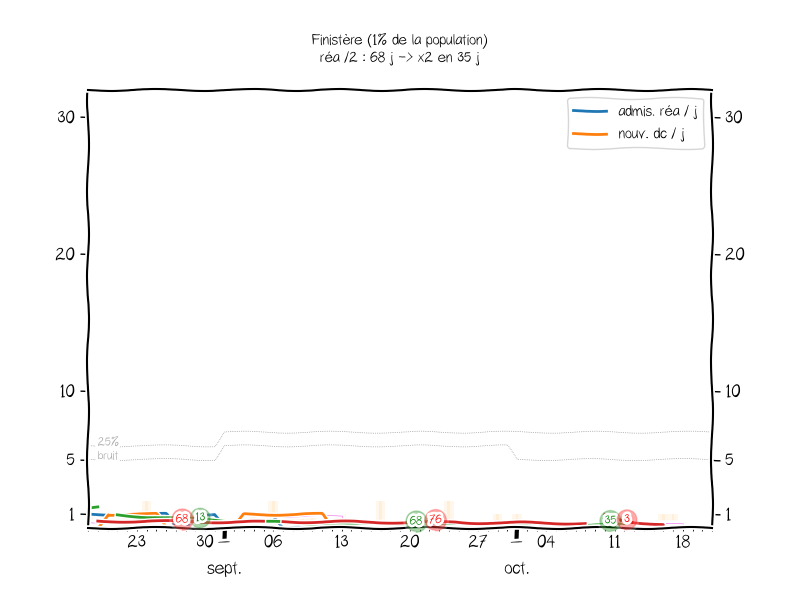 Finistère (1% de la population)
réa /2 : 68 j -> x2 en 35 j
admis. réa / j
nouv. dc / j
30 30
20 20
10 10
25%
bruit
5 5
1 1
68 13 68 76 35 3
23 30 06 13 20 27 04 11 18
sept. oct.